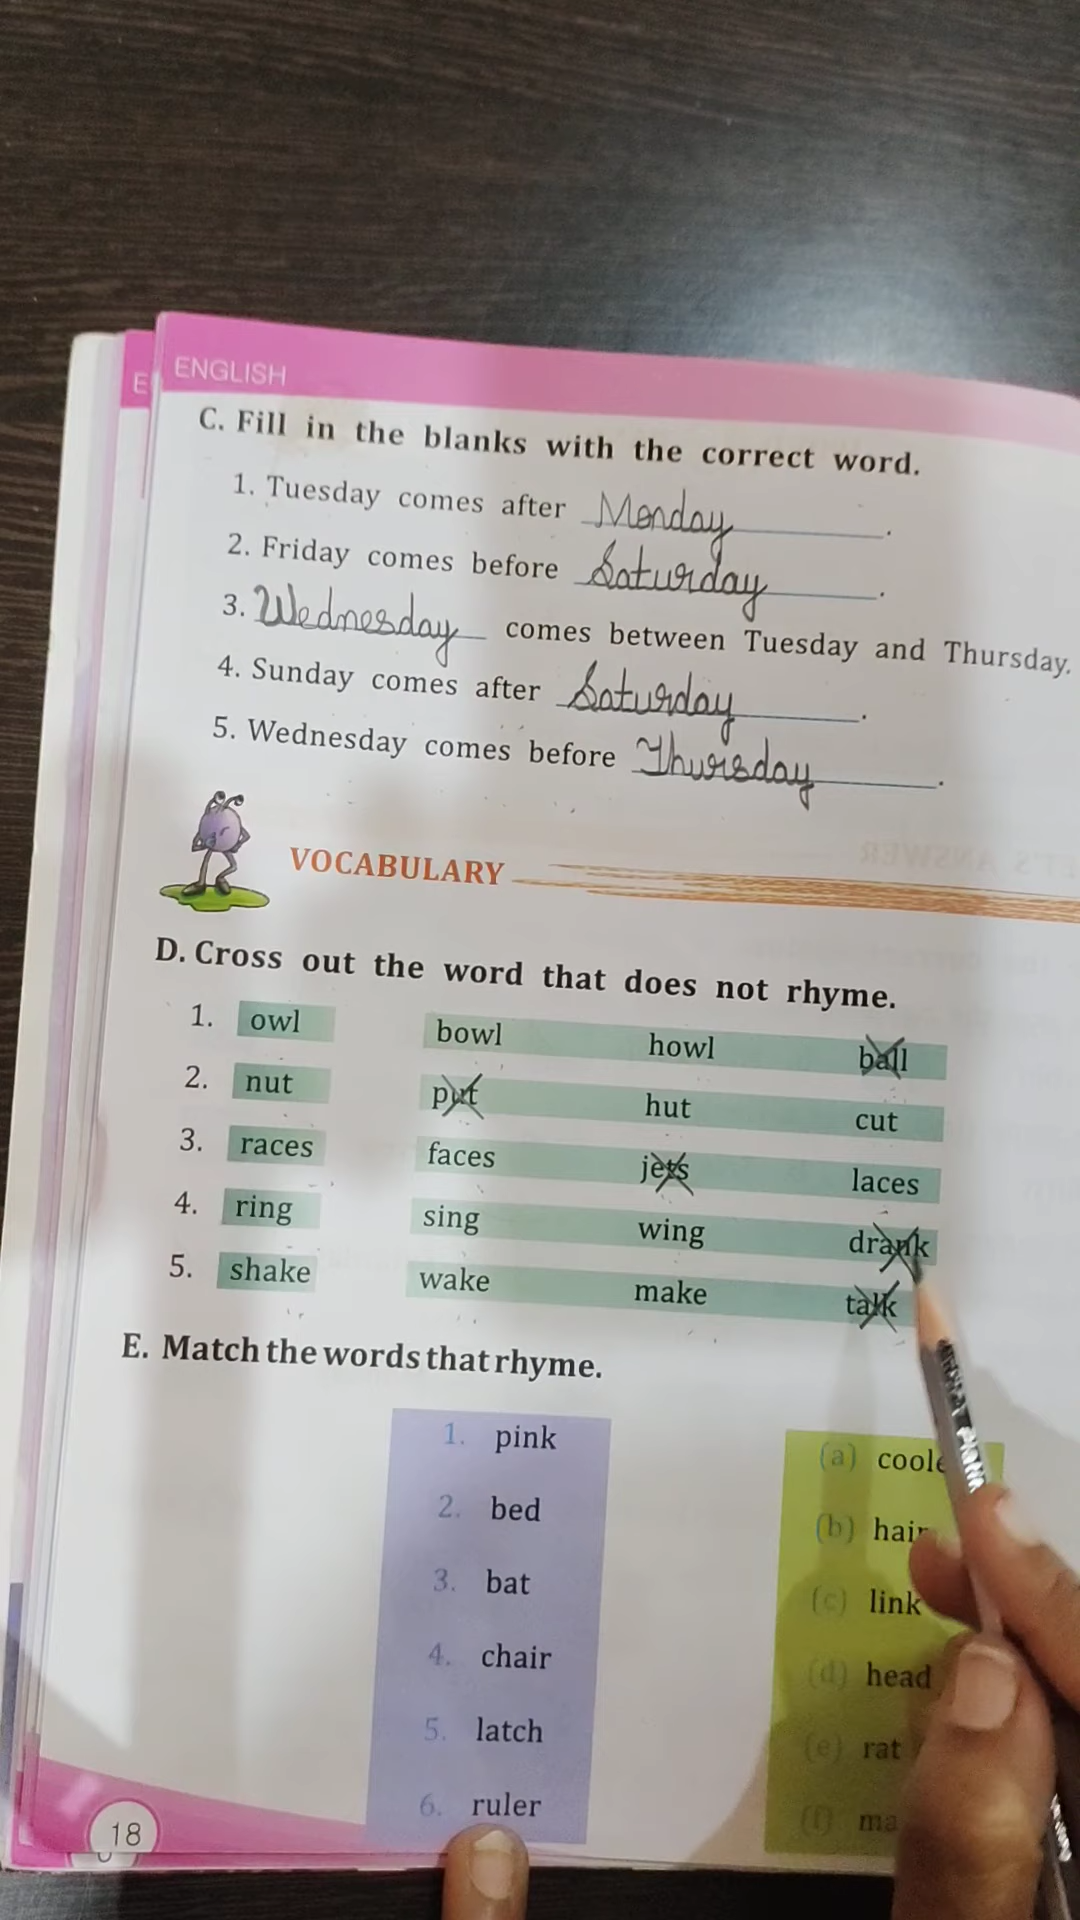 E
ENGLISH
C. Fill in the blanks with the correct word.
1. Tuesday comes after Monday.
2. Friday comes before Saturday.
3. Wednesday comes between Tuesday and Thursday.
4. Sunday comes after Saturday.
5. Wednesday comes before Thursday.
VOCABULARY
D. Cross out the word that does not rhyme.
1. owl bowl howl ball
2. nut put hut cut
3. races faces jets laces
4. ring sing wing drank
5. shake wake make talk
E. Match the words that rhyme.
1. pink (a) coole
2. bed (b) hair
3. bat (c) link
4. chair (d) head
5. latch (e) rat
6. ruler (f) ma
18